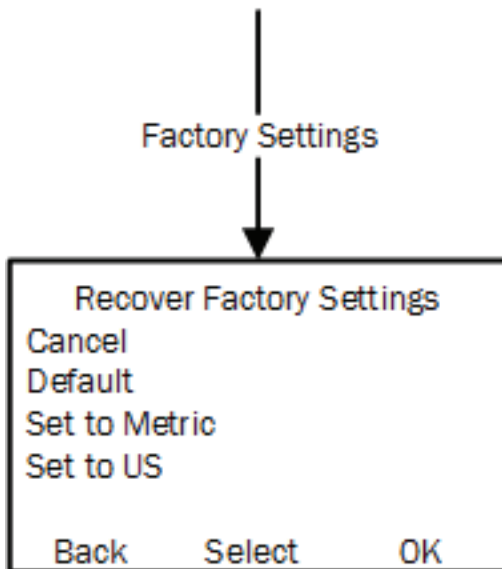 Factory Settings
Recover Factory Settings
Cancel
Default
Set to Metric
Set to US
Back Select OK